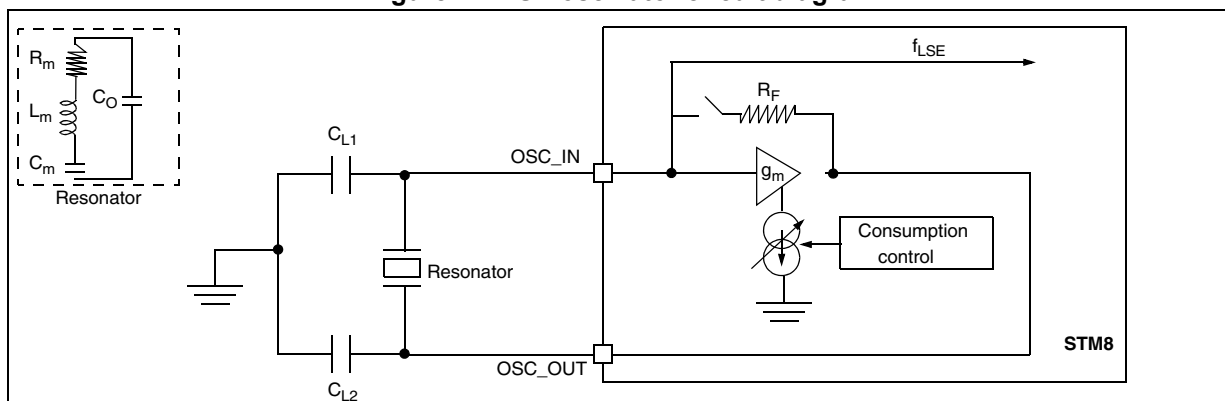 R_m
L_m
C_m
C_O
Resonator
C_L1
C_L2
Resonator
OSC_IN
OSC_OUT
f_LSE
R_F
g_m
Consumption
control
STM8